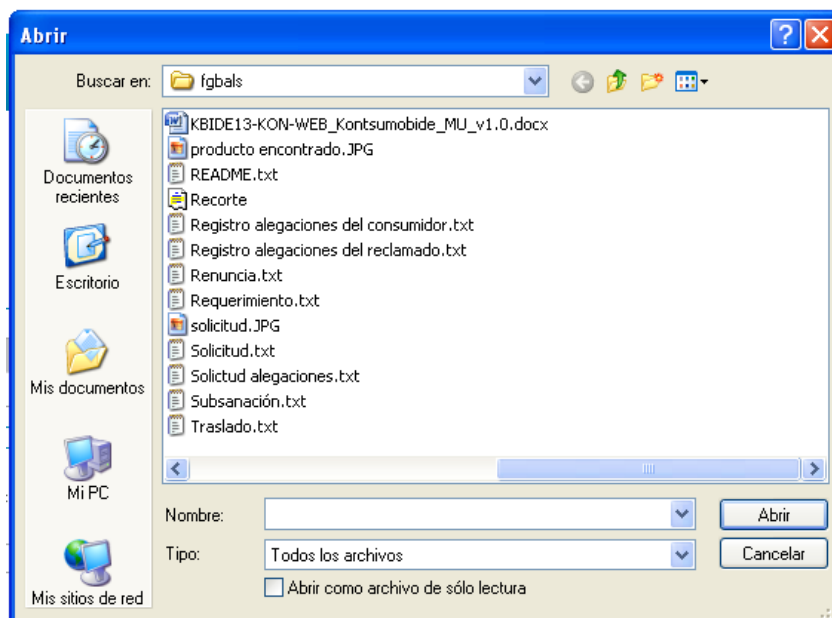 Abrir
Buscar en:
fgbals
Documentos
recientes
Escritorio
Mis documentos
Mi PC
Mis sitios de red
KBIDE13-KON-WEB_Kontsumobide_MU_v1.0.docx
producto encontrado.JPG
README.txt
Recorte
Registro alegaciones del consumidor.txt
Registro alegaciones del reclamado.txt
Renuncia.txt
Requerimiento.txt
solicitud.JPG
Solicitud.txt
Solictud alegaciones.txt
Subsanación.txt
Traslado.txt
Nombre:
Abrir
Tipo:
Todos los archivos
Cancelar
Abrir como archivo de sólo lectura